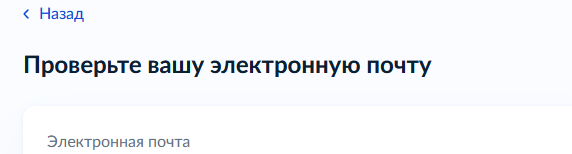 Назад
Проверьте вашу электронную почту
Электронная почта